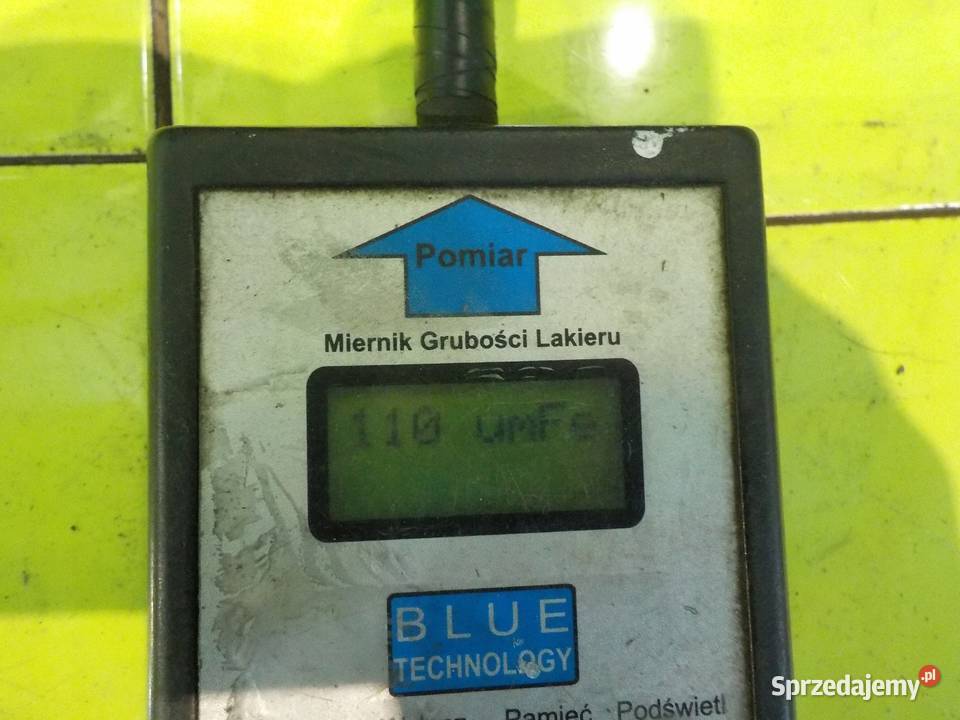 Pomiar
Miernik Grubości Lakieru
110 umFe
BLUE
TECHNOLOGY
Pamięć Podświetl
Sprzedajemy.pl